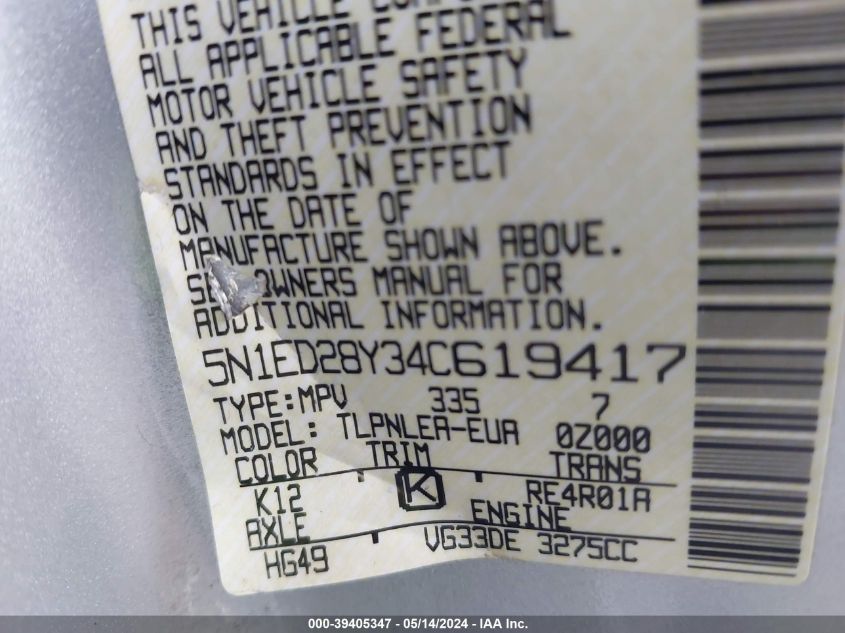 THIS VEHICLE
ALL APPLICABLE FEDERAL
MOTOR VEHICLE SAFETY
AND THEFT PREVENTION
STANDARDS IN EFFECT
ON THE DATE OF
MANUFACTURE SHOWN ABOVE.
OWNERS MANUAL FOR
ADDITIONAL INFORMATION.
5N1ED28Y34C619417
TYPE:MPV 335 7
MODEL: TLPNLEA-EUA 0Z000
COLOR TRIM TRANS
K12 K RE4R01A
AXLE ENGINE
HG49 VG33DE 3275CC
000-39405347 / 05/14/2024 - IAA Inc.